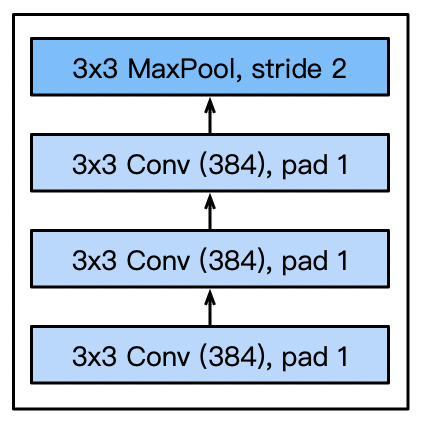 3x3 MaxPool, stride 2
3x3 Conv (384), pad 1
3x3 Conv (384), pad 1
3x3 Conv (384), pad 1